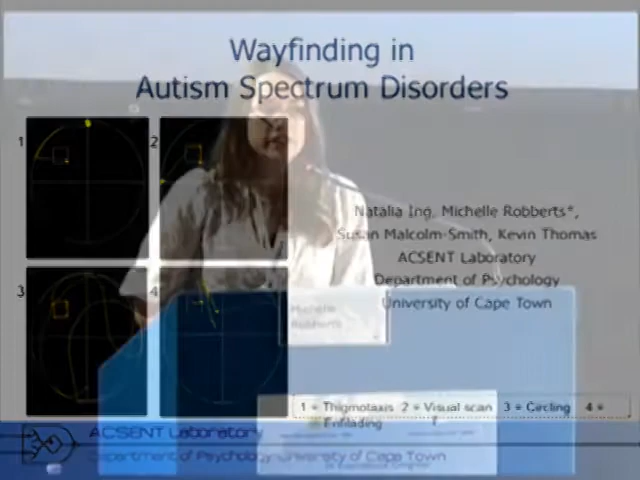 Wayfinding in
Autism Spectrum Disorders
1
2
3
4
Natalia Ing, Michelle Robberts*,
Susan Malcolm-Smith, Kevin Thomas
ACSENT Laboratory
Department of Psychology
University of Cape Town
Michelle
Robberts
1 = Thigmotaxis 2 = Visual scan 3 = Circling 4 =
Enfilading
ACSENT Laboratory
Department of Psychology University of Cape Town